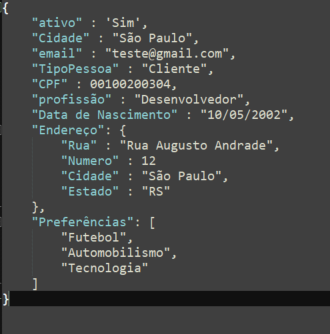 {
"ativo" : 'Sim',
"Cidade" : "São Paulo",
"email" : "teste@gmail.com",
"TipoPessoa" : "Cliente",
"CPF" : 00100200304,
"profissão" : "Desenvolvedor",
"Data de Nascimento" : "10/05/2002",
"Endereço": {
"Rua" : "Rua Augusto Andrade",
"Numero" : 12
"Cidade" : "São Paulo",
"Estado" : "RS"
},
"Preferências": [
"Futebol",
"Automobilismo",
"Tecnologia"
]
}